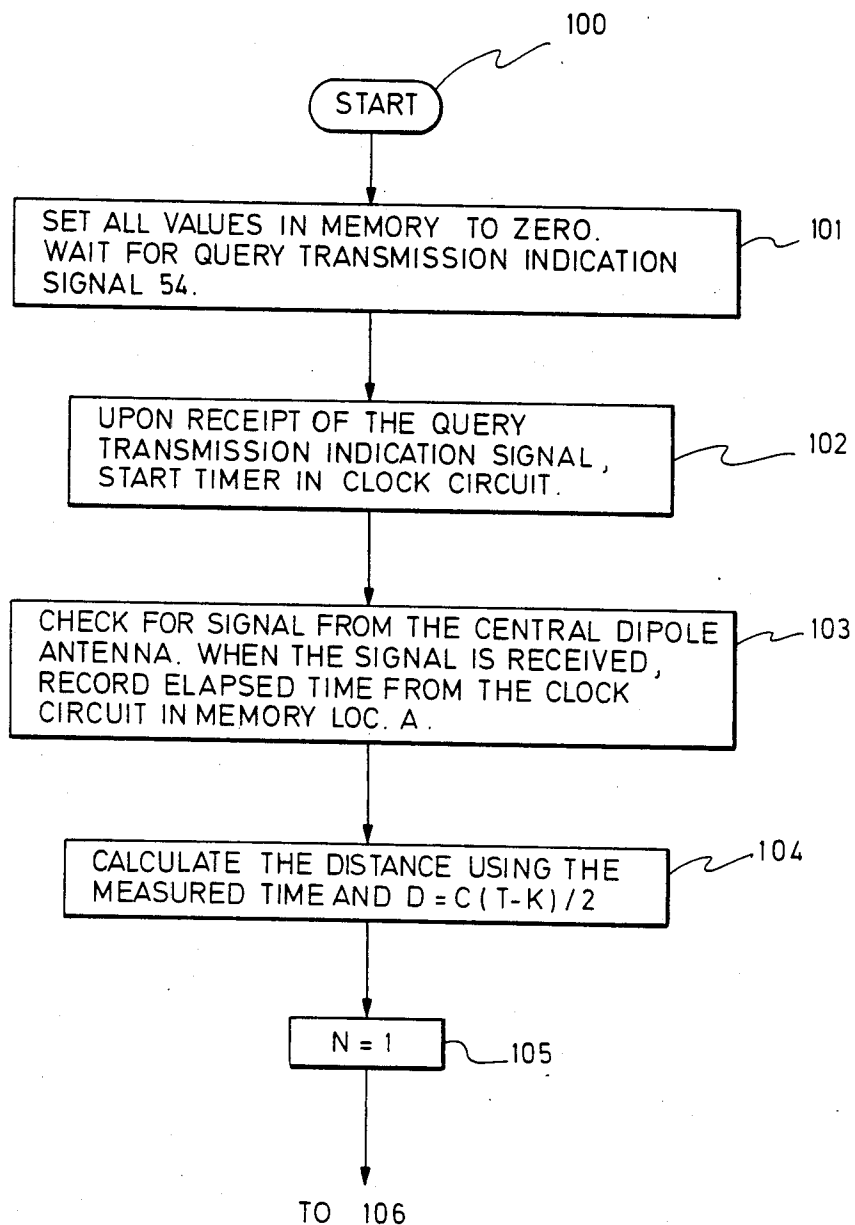 100
START
SET ALL VALUES IN MEMORY TO ZERO.
WAIT FOR QUERY TRANSMISSION INDICATION
SIGNAL 54.
101
UPON RECEIPT OF THE QUERY
TRANSMISSION INDICATION SIGNAL,
START TIMER IN CLOCK CIRCUIT.
102
CHECK FOR SIGNAL FROM THE CENTRAL DIPOLE
ANTENNA. WHEN THE SIGNAL IS RECEIVED,
RECORD ELAPSED TIME FROM THE CLOCK
CIRCUIT IN MEMORY LOC. A.
103
CALCULATE THE DISTANCE USING THE
MEASURED TIME AND D = C (T-K) / 2
104
N = 1
105
TO 106